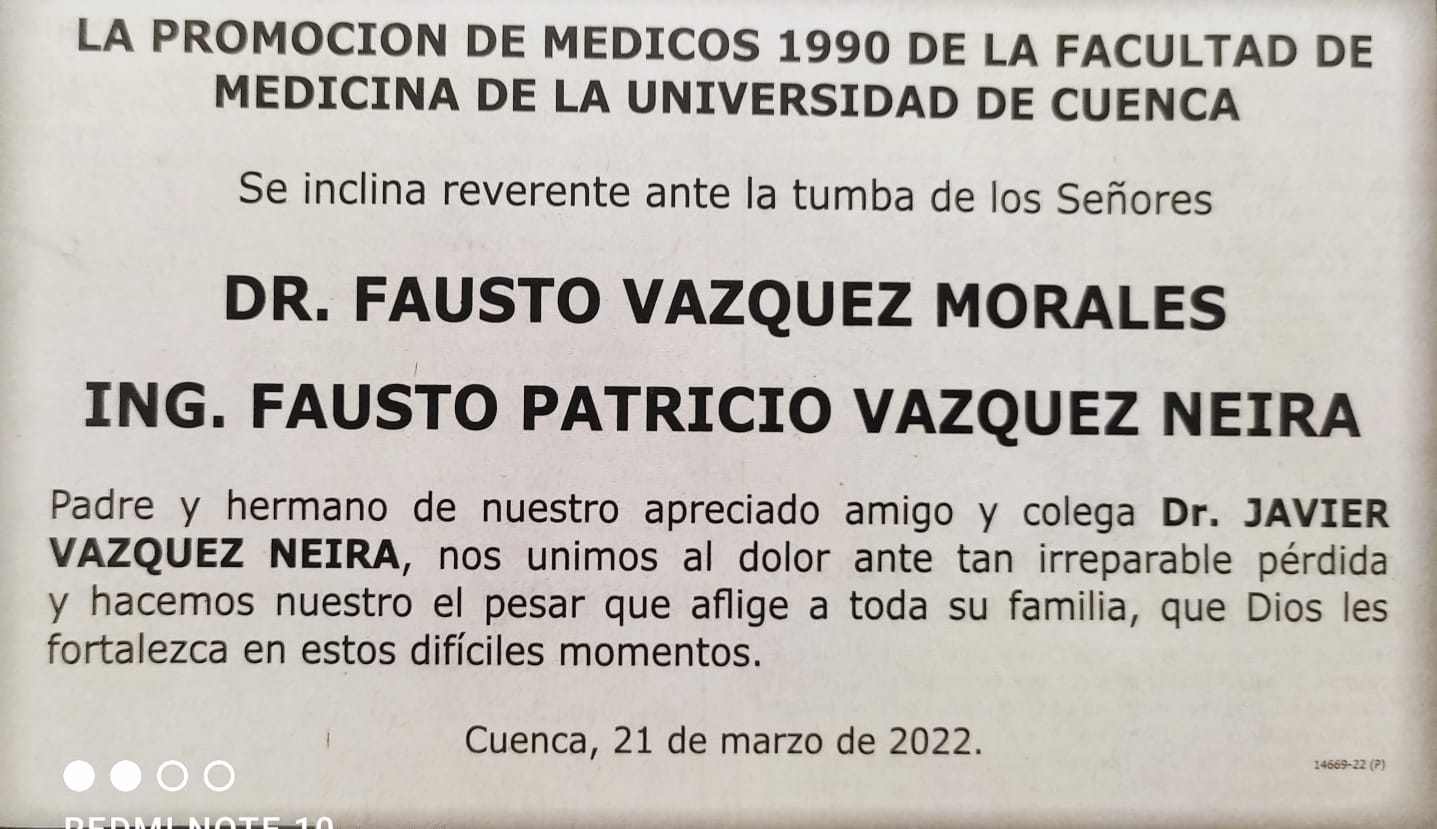 LA PROMOCION DE MEDICOS 1990 DE LA FACULTAD DE
MEDICINA DE LA UNIVERSIDAD DE CUENCA
Se inclina reverente ante la tumba de los Señores
DR. FAUSTO VAZQUEZ MORALES
ING. FAUSTO PATRICIO VAZQUEZ NEIRA
Padre y hermano de nuestro apreciado amigo y colega Dr. JAVIER
VAZQUEZ NEIRA, nos unimos al dolor ante tan irreparable pérdida
y hacemos nuestro el pesar que aflige a toda su familia, que Dios les
fortalezca en estos difíciles momentos.
Cuenca, 21 de marzo de 2022.
14669-22 (P)
REDMI NOTE 10